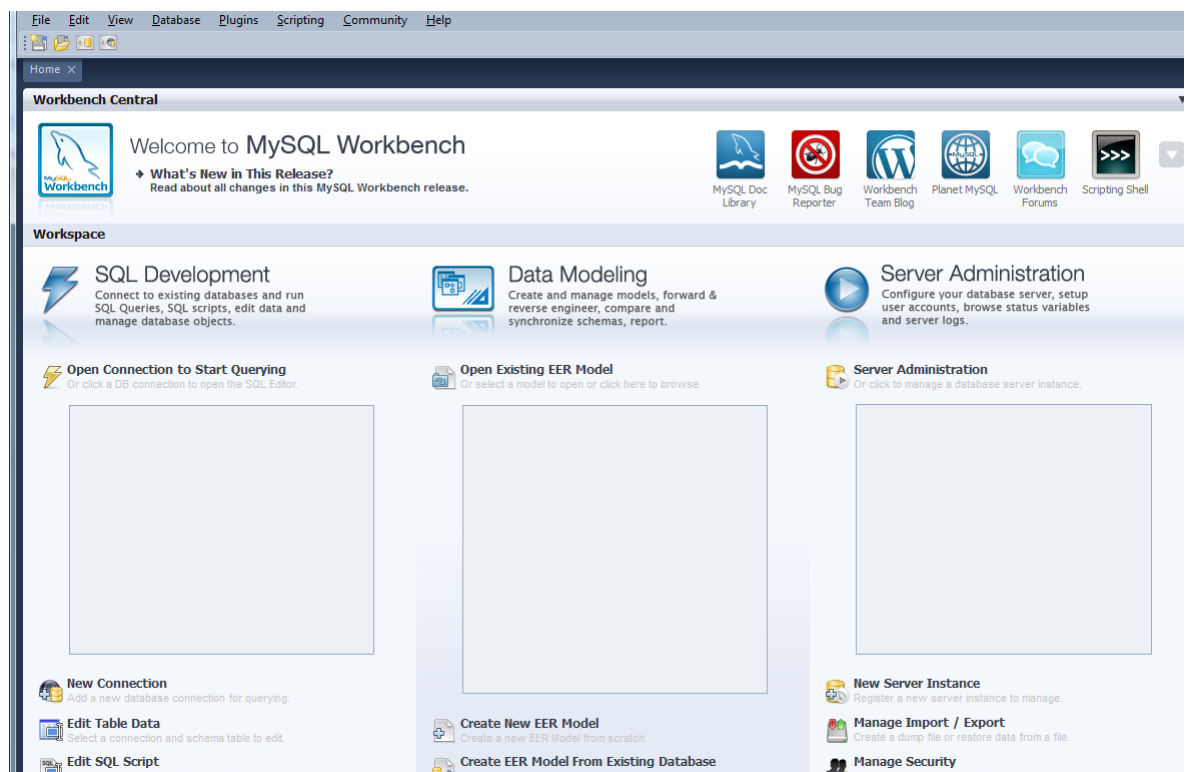 File Edit View Database Plugins Scripting Community Help
Home
Workbench Central
MySQL
Workbench
Welcome to MySQL Workbench
What's New in This Release?
Read about all changes in this MySQL Workbench release.
MySQL Doc
Library
MySQL Bug
Reporter
Workbench
Team Blog
MySQL
Planet MySQL
Workbench
Forums
>>>
Scripting Shell
Workspace
SQL Development
Connect to existing databases and run
SQL Queries, SQL scripts, edit data and
manage database objects.
Data Modeling
Create and manage models, forward &
reverse engineer, compare and
synchronize schemas, report.
Server Administration
Configure your database server, setup
user accounts, browse status variables
and server logs.
Open Connection to Start Querying
Or click a DB connection to open the SQL Editor.
Open Existing EER Model
Or select a model to open or click here to browse.
Server Administration
Or click to manage a database server instance.
New Connection
Add a new database connection for querying.
Edit Table Data
Select a connection and schema table to edit.
SQL
Edit SQL Script
Create New EER Model
Create a new EER Model from scratch.
Create EER Model From Existing Database
New Server Instance
Register a new server instance to manage.
Manage Import / Export
Create a dump file or restore data from a file.
Manage Security